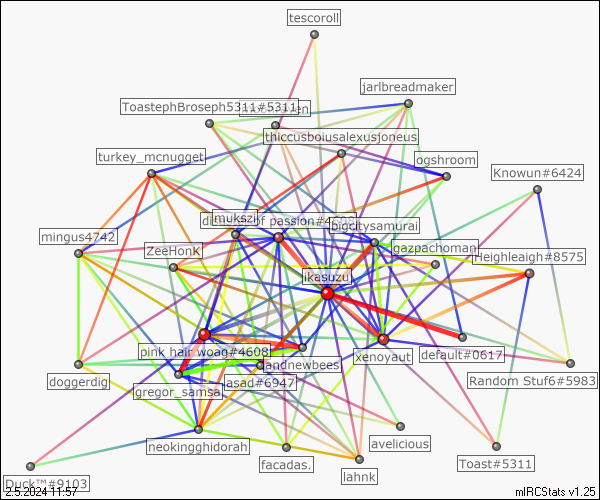 tescoroll
jarlbreadmaker
ToastephBroseph5311#5311
thiccusboiusalexusjoneus
turkey_mcnugget
ogshroom
Knowun#6424
mukszi
of passion#4
bigcitysamurai
mingus4742
ZeeHonk
gazpachoman
Heighleaigh#8575
ikasuzu
pink hair woag#4608
landnewbees
xenoyaut
default#0617
doggerdig
gregor_samsa.
asad#6947
Random Stuf6#5983
neokingghidorah
avelicious
facadas.
lahnk
Toast#5311
Duck™#9103
2.5.2024 11:57
mIRCStats v1.25